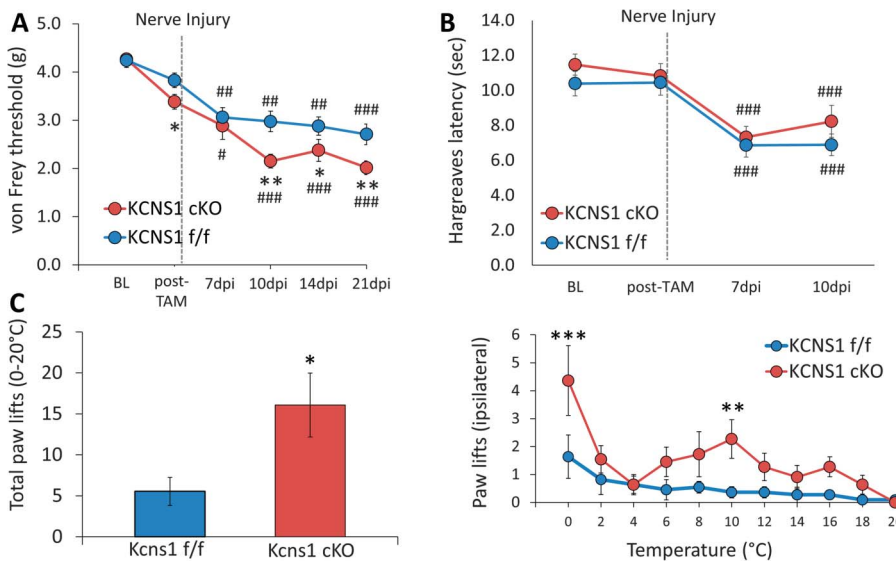 A
Nerve Injury
von Frey threshold (g)
5.0
4.0
3.0
2.0
1.0
0.0
*
##
#
##
**
###
##
*
###
###
**
###
KCNS1 cKO
KCNS1 f/f
BL
post-TAM
7dpi
10dpi
14dpi
21dpi
B
Nerve Injury
Hargreaves latency (sec)
14.0
12.0
10.0
8.0
6.0
4.0
2.0
0.0
###
###
###
###
KCNS1 cKO
KCNS1 f/f
BL
post-TAM
7dpi
10dpi
C
Total paw lifts (0-20°C)
25
20
15
10
5
0
*
Kcns1 f/f
Kcns1 cKO
Paw lifts (ipsilateral)
6
5
4
3
2
1
0
***
**
KCNS1 f/f
KCNS1 cKO
0
2
4
6
8
10
12
14
16
18
Temperature (°C)